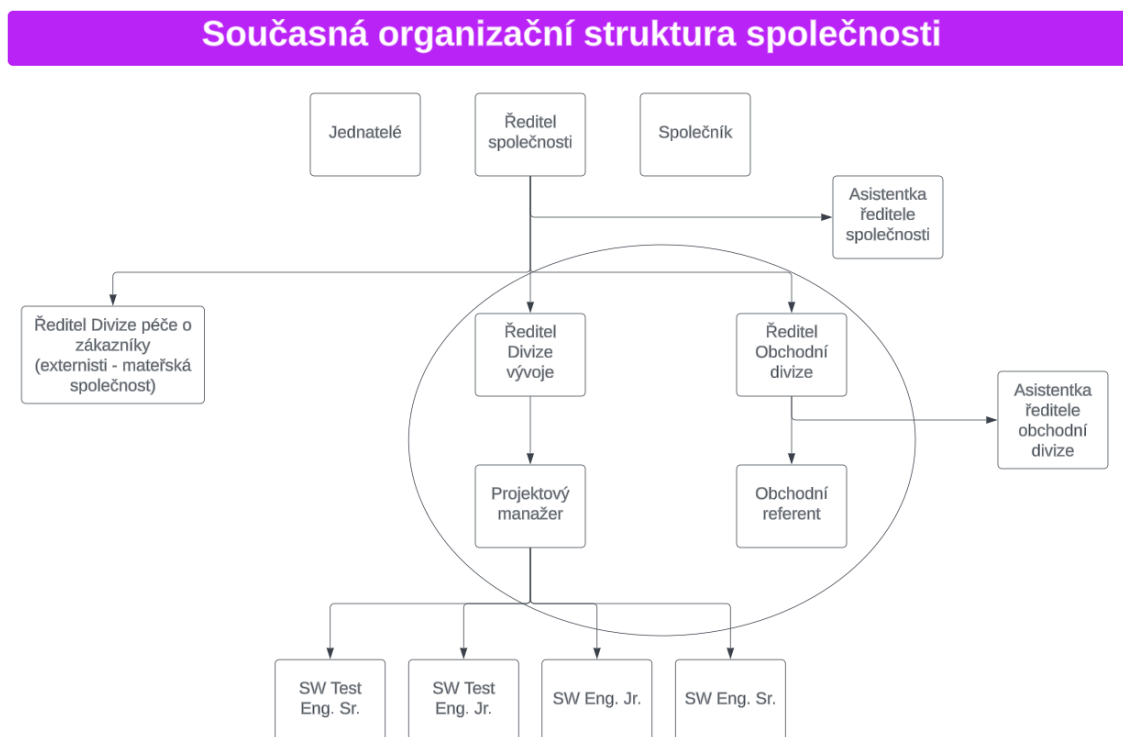 Současná organizační struktura společnosti
Jednatelé
Ředitel
společnosti
Společník
Asistentka
ředitele
společnosti
Ředitel Divize péče o
zákazníky
(externisti - mateřská
společnost)
Ředitel
Divize
vývoje
Ředitel
Obchodní
divize
Asistentka
ředitele
obchodní
divize
Projektový
manažer
Obchodní
referent
SW Test
Eng. Sr.
SW Test
Eng. Jr.
SW Eng. Jr.
SW Eng. Sr.